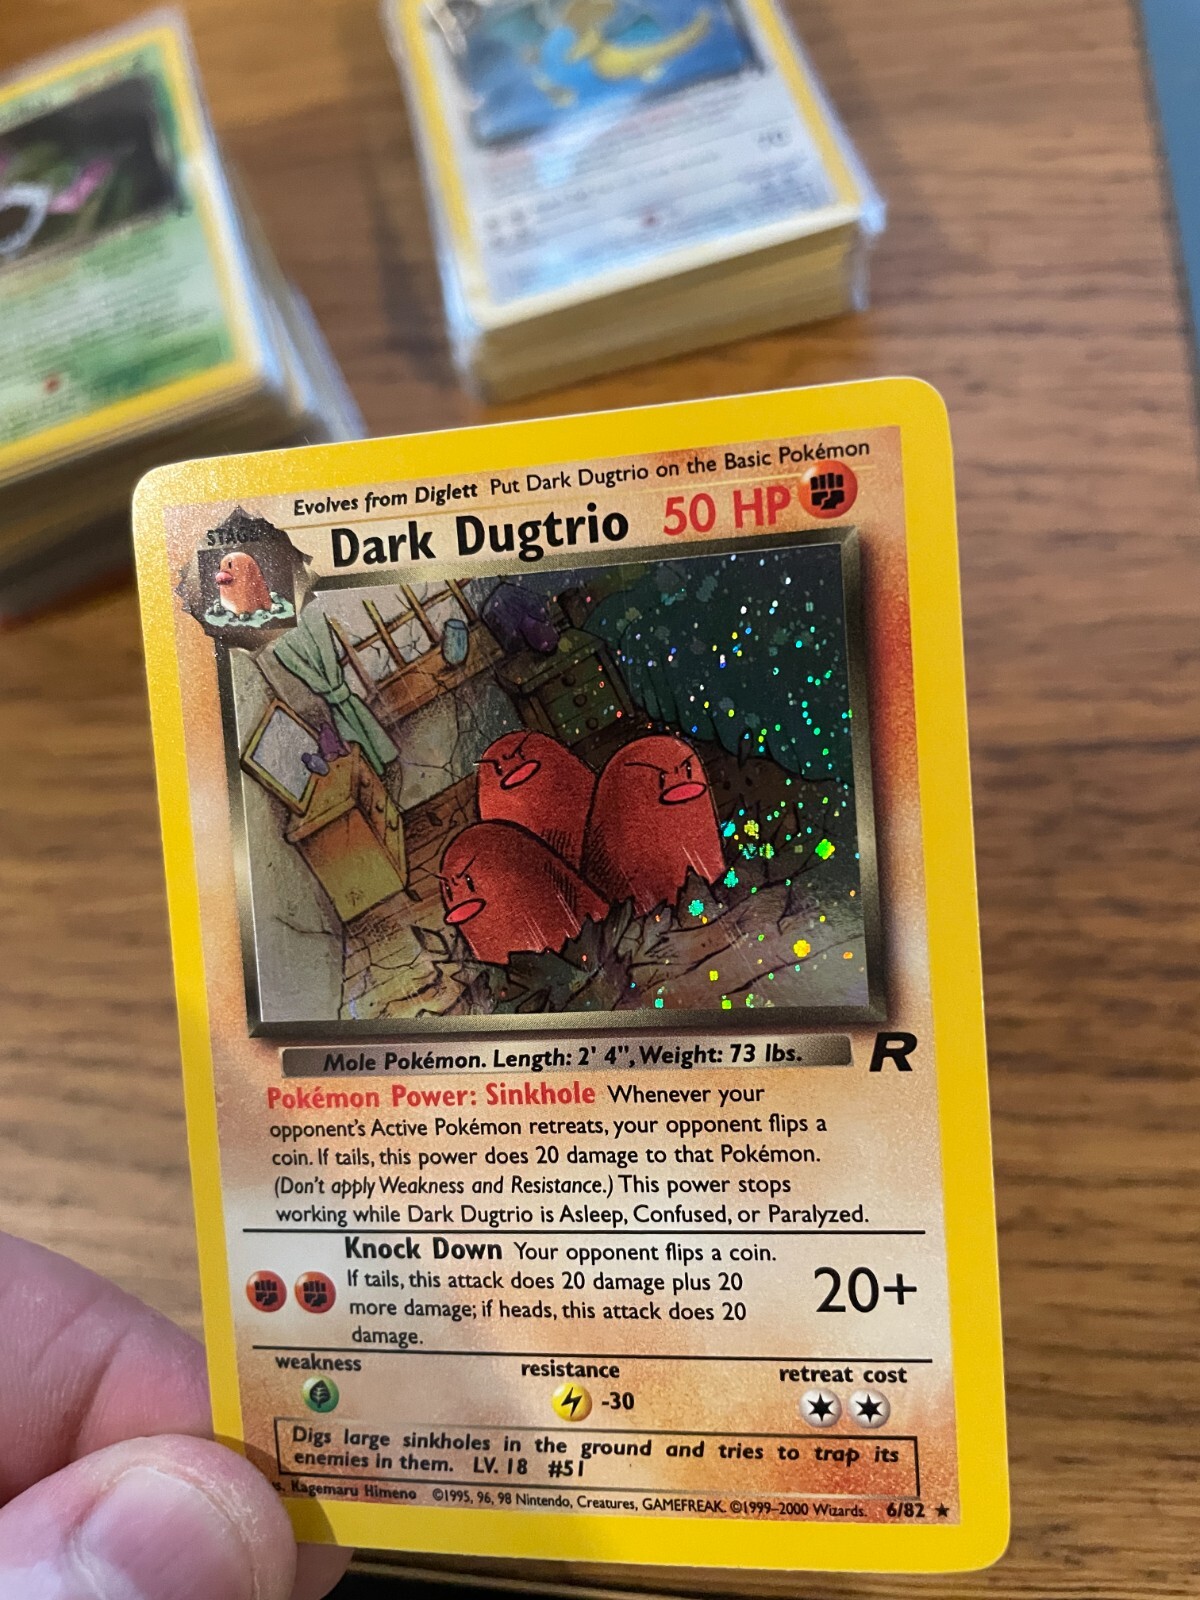 Evolves from Diglett Put Dark Dugtrio on the Basic Pokémon
STAGE
Dark Dugtrio 50 HP
Mole Pokémon. Length: 2' 4", Weight: 73 lbs.
R
Pokémon Power: Sinkhole Whenever your
opponent's Active Pokémon retreats, your opponent flips a
coin. If tails, this power does 20 damage to that Pokémon.
(Don't apply Weakness and Resistance.) This power stops
working while Dark Dugtrio is Asleep, Confused, or Paralyzed.
Knock Down Your opponent flips a coin.
If tails, this attack does 20 damage plus 20
more damage; if heads, this attack does 20
damage.
20+
weakness resistance retreat cost
-30
Digs large sinkholes in the ground and tries to trap its
enemies in them. LV. 18 #51
Kagemaru Himeno ©1995, 96, 98 Nintendo, Creatures, GAMEFREAK. ©1999-2000 Wizards. 6/82 ★